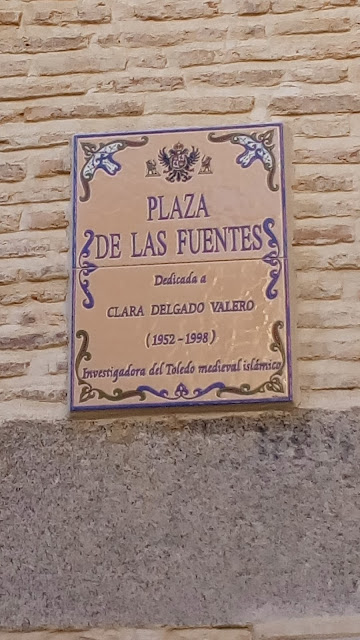 PLAZA
DE LAS FUENTES
Dedicada a
CLARA DELGADO VALERO
(1952-1998)
Investigadora del Toledo medieval islámico